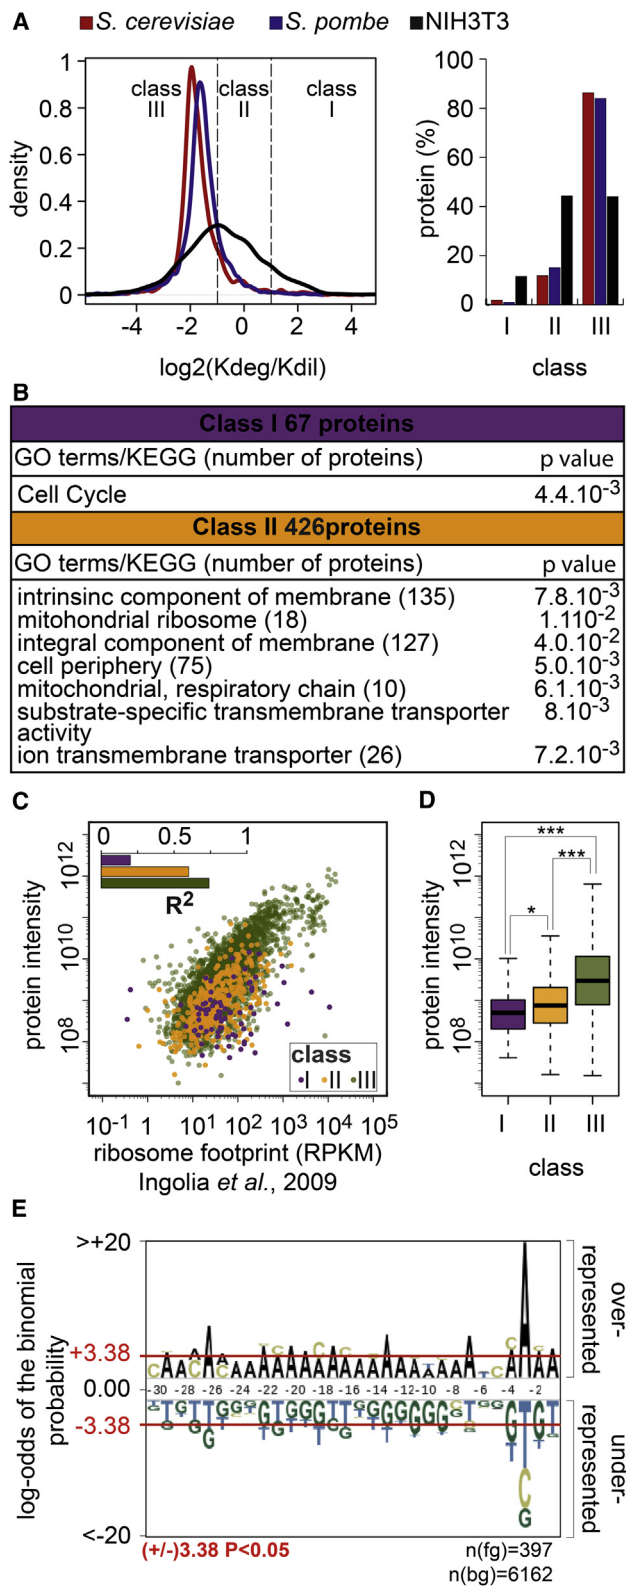 A
S. cerevisiae S. pombe NIH3T3
class III
class II
class I
density
1
0.8
0.6
0.4
0.2
0
-4 -2 0 2 4
log2(Kdeg/Kdil)
protein (%)
100
80
60
40
20
0
I II III
class
B
Class I 67 proteins
GO terms/KEGG (number of proteins) p value
Cell Cycle 4.4.10-3
Class II 426proteins
GO terms/KEGG (number of proteins) p value
intrinsinc component of membrane (135) 7.8.10-3
mitohondrial ribosome (18) 1.110-2
integral component of membrane (127) 4.0.10-2
cell periphery (75) 5.0.10-3
mitochondrial, respiratory chain (10) 6.1.10-3
substrate-specific transmembrane transporter 8.10-3
activity
ion transmembrane transporter (26) 7.2.10-3
C
0 0.5 1
R2
protein intensity
1012
1010
108
class
I II III
10-1 1 101 102 103 104 105
ribosome footprint (RPKM)
Ingolia et al., 2009
D
***
***
*
protein intensity
1012
1010
108
I II III
class
E
log-odds of the binomial
probability
>+20
+3.38
0.00
-3.38
<-20
-30 -28 -26 -24 -22 -20 -18 -16 -14 -12 -10 -8 -6 -4 -2
over-
represented
under-
represented
(+/-)3.38 P<0.05
n(fg)=397
n(bg)=6162